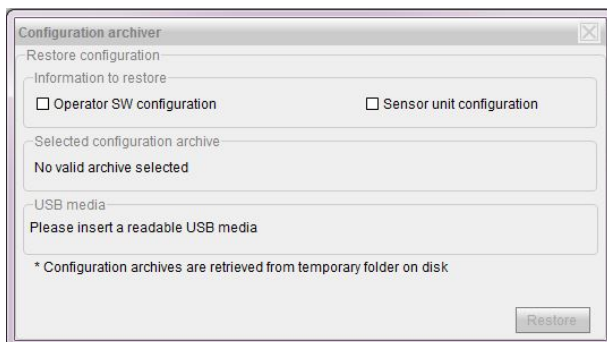 Configuration archiver
Restore configuration
Information to restore
Operator SW configuration Sensor unit configuration
Selected configuration archive
No valid archive selected
USB media
Please insert a readable USB media
* Configuration archives are retrieved from temporary folder on disk
Restore